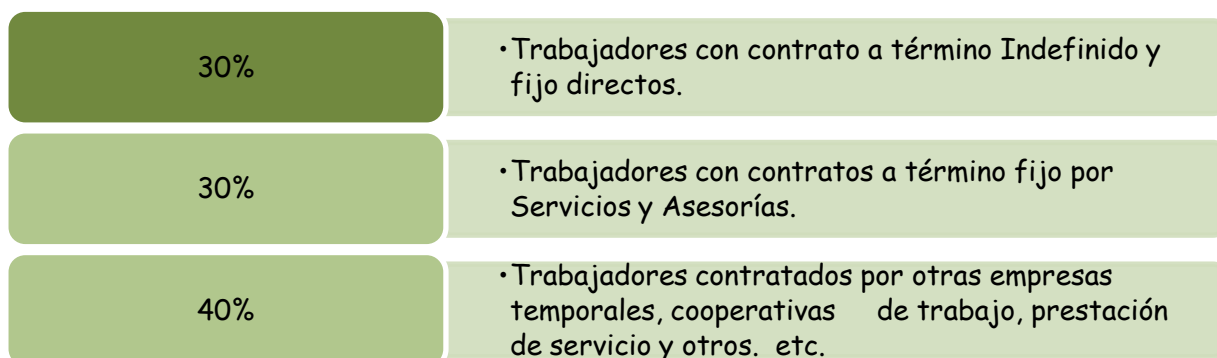 30%
•Trabajadores con contrato a término Indefinido y
fijo directos.
30%
•Trabajadores con contratos a término fijo por
Servicios y Asesorías.
40%
•Trabajadores contratados por otras empresas
temporales, cooperativas de trabajo, prestación
de servicio y otros. etc.